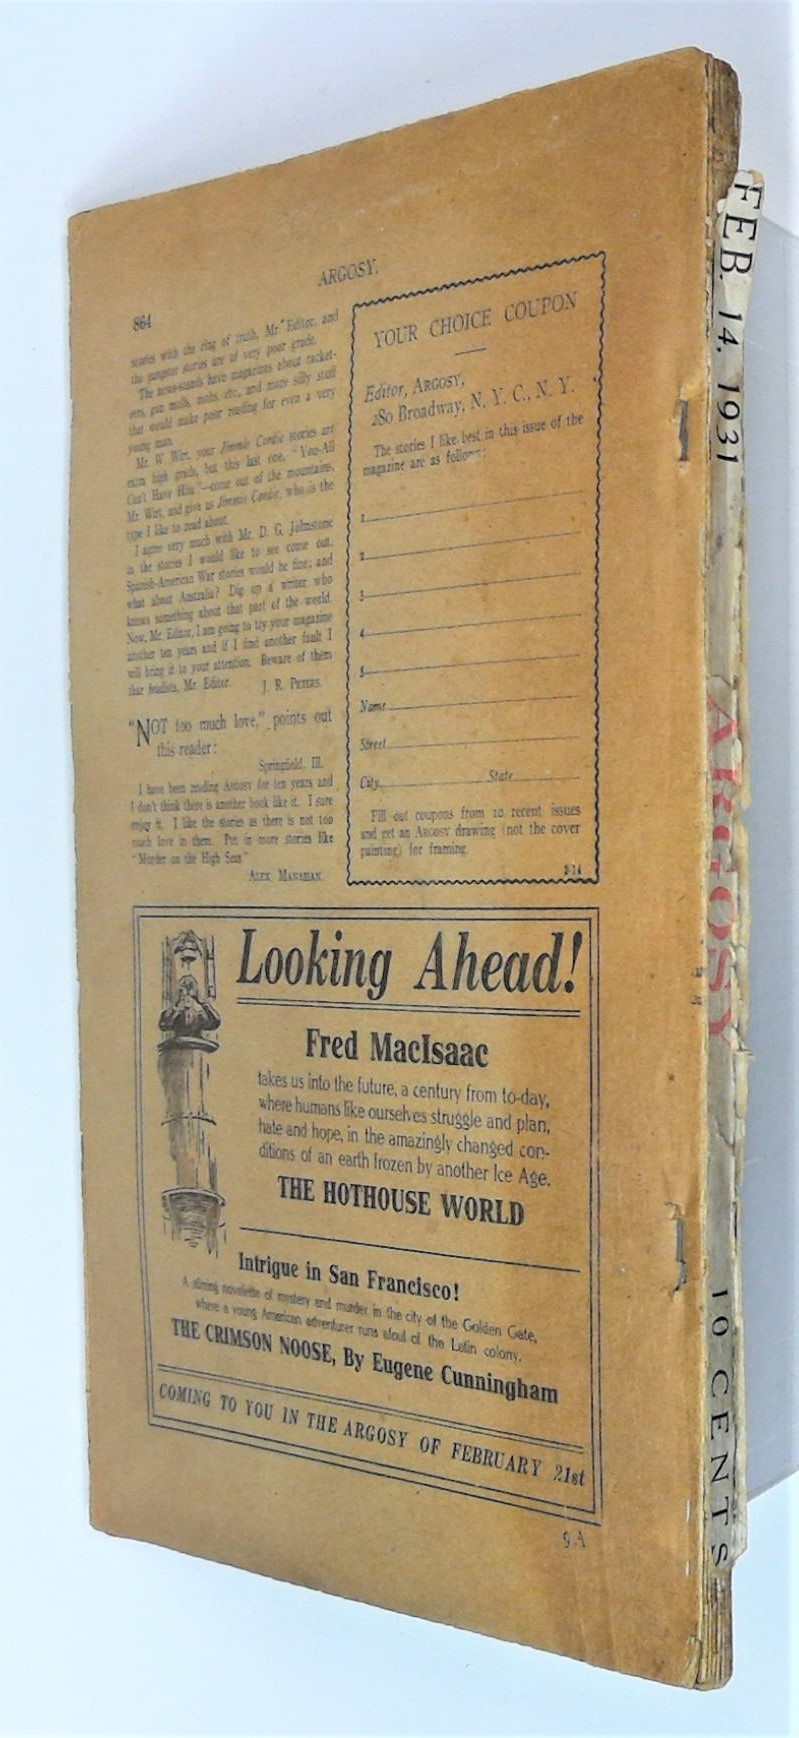 864
ARGOSY.
stories with the ring of truth, Mr. Editor, and
the gangster stories are of very poor grade.
The news-stands have magazines about racket-
eers, gun molls, mobs, etc., and more silly stuff
that would make poor reading for even a very
young man.
Mr. W Wirt, your Jimmie Cordie stories are
extra high grade, but this last one, "You-All
Can't Have Him"—come out of the mountains,
Mr. Wirt, and give us Jimmie Cordie, who is the
type I like to read about.
I agree very much with Mr. D. G. Johnstone
in the stories I would like to see come out.
Spanish-American War stories would be fine; and
what about Australia? Dig up a writer who
knows something about that part of the world.
Now, Mr. Editor, I am going to try your magazine
another ten years and if I find another fault I
will bring it to your attention. Beware of them
thar feudists, Mr. Editor.
J. R. PETERS.
"NOT too much love," points out
this reader:
Springfield, Ill.
I have been reading ARGOSY for ten years and
I don't think there is another book like it. I sure
enjoy it. I like the stories as there is not too
much love in them. Put in more stories like
"Murder on the High Seas"
ALEX
YOUR CHOICE COUPON
Editor, ARGOSY,
280 Broadway, N. Y. C., N. Y.
The stories I like best in this issue of the
magazine are as follows:
1
2
3
4
5
Name
Street
City State
Fill out coupons from 10 recent issues
and get an ARGOSY drawing (not the cover
painting) for framing.
2-14
Looking Ahead!
Fred MacIsaac
takes us into the future, a century from to-day,
where humans like ourselves struggle and plan,
hate and hope, in the amazingly changed con-
ditions of an earth frozen by another Ice Age.
THE HOTHOUSE WORLD
Intrigue in San Francisco!
A stirring novelette of mystery and murder in the city of the Golden Gate,
where a young American adventurer runs afoul of the Latin colony.
THE CRIMSON NOOSE, By Eugene Cunningham
COMING TO YOU IN THE ARGOSY OF FEBRUARY 21st
9 A
FEB. 14, 1931
ARGOSY
10 CENTS